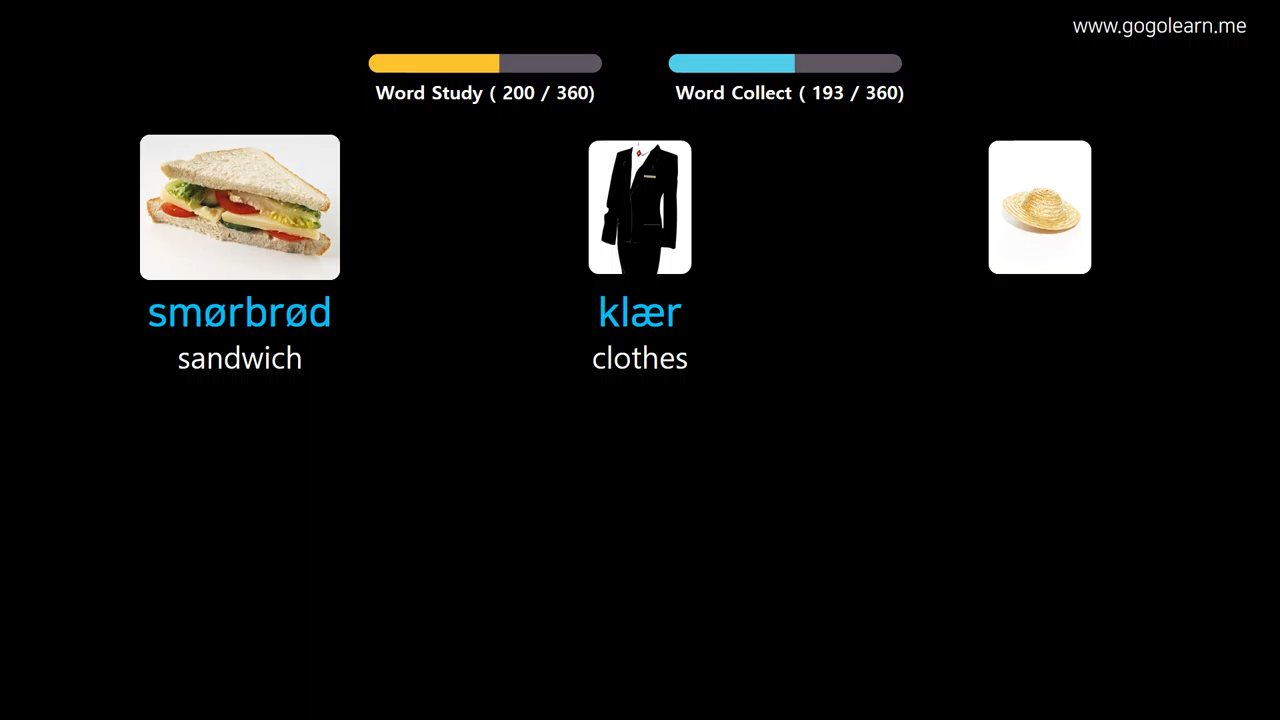 www.gogolearn.me
Word Study ( 200 / 360)
Word Collect ( 193 / 360)
smørbrød
sandwich
klær
clothes